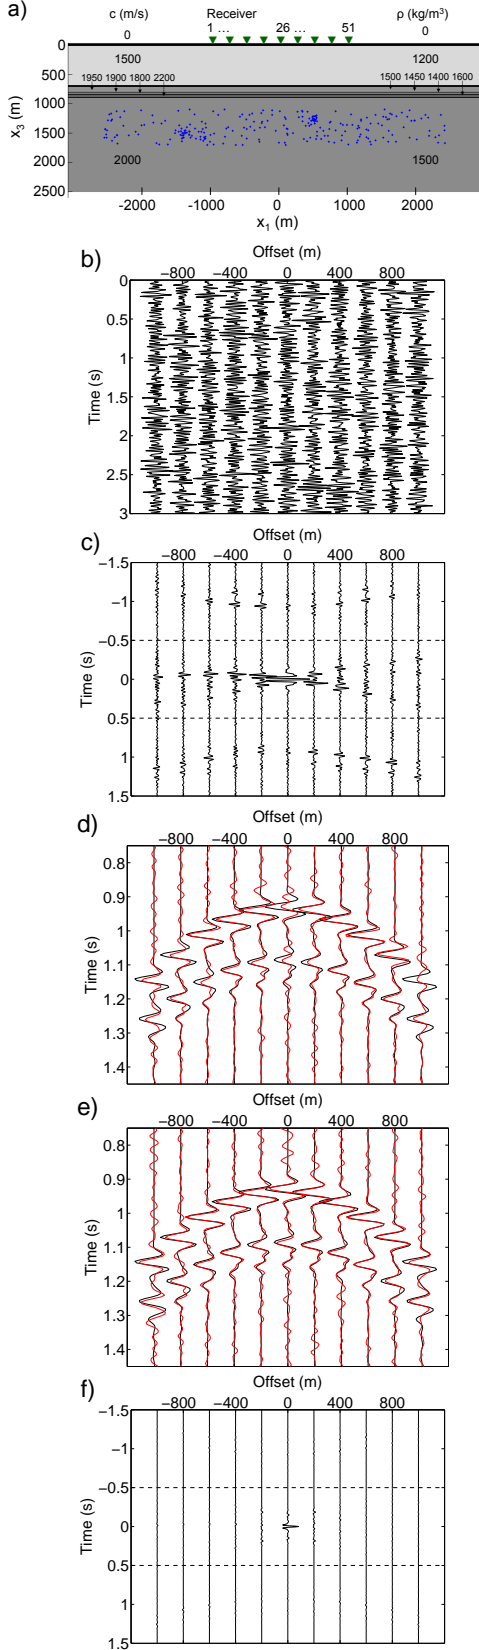 a)
c (m/s) Receiver ρ (kg/m³)
0 1 ... 26 ... 51 0
0
1500 1200
500
1950 1900 1800 2200 1500 1450 1400 1600
1000
1500
2000 1500
2000
2500
x₃ (m)
-2000 -1000 0 1000 2000
x₁ (m)
b)
Offset (m)
−800 −400 0 400 800
0
0.5
1
1.5
2
2.5
3
Time (s)
c)
Offset (m)
−800 −400 0 400 800
−1.5
−1
−0.5
0
0.5
1
1.5
Time (s)
d)
Offset (m)
−800 −400 0 400 800
0.8
0.9
1
1.1
1.2
1.3
1.4
Time (s)
e)
Offset (m)
−800 −400 0 400 800
0.8
0.9
1
1.1
1.2
1.3
1.4
Time (s)
f)
Offset (m)
−800 −400 0 400 800
−1.5
−1
−0.5
0
0.5
1
1.5
Time (s)